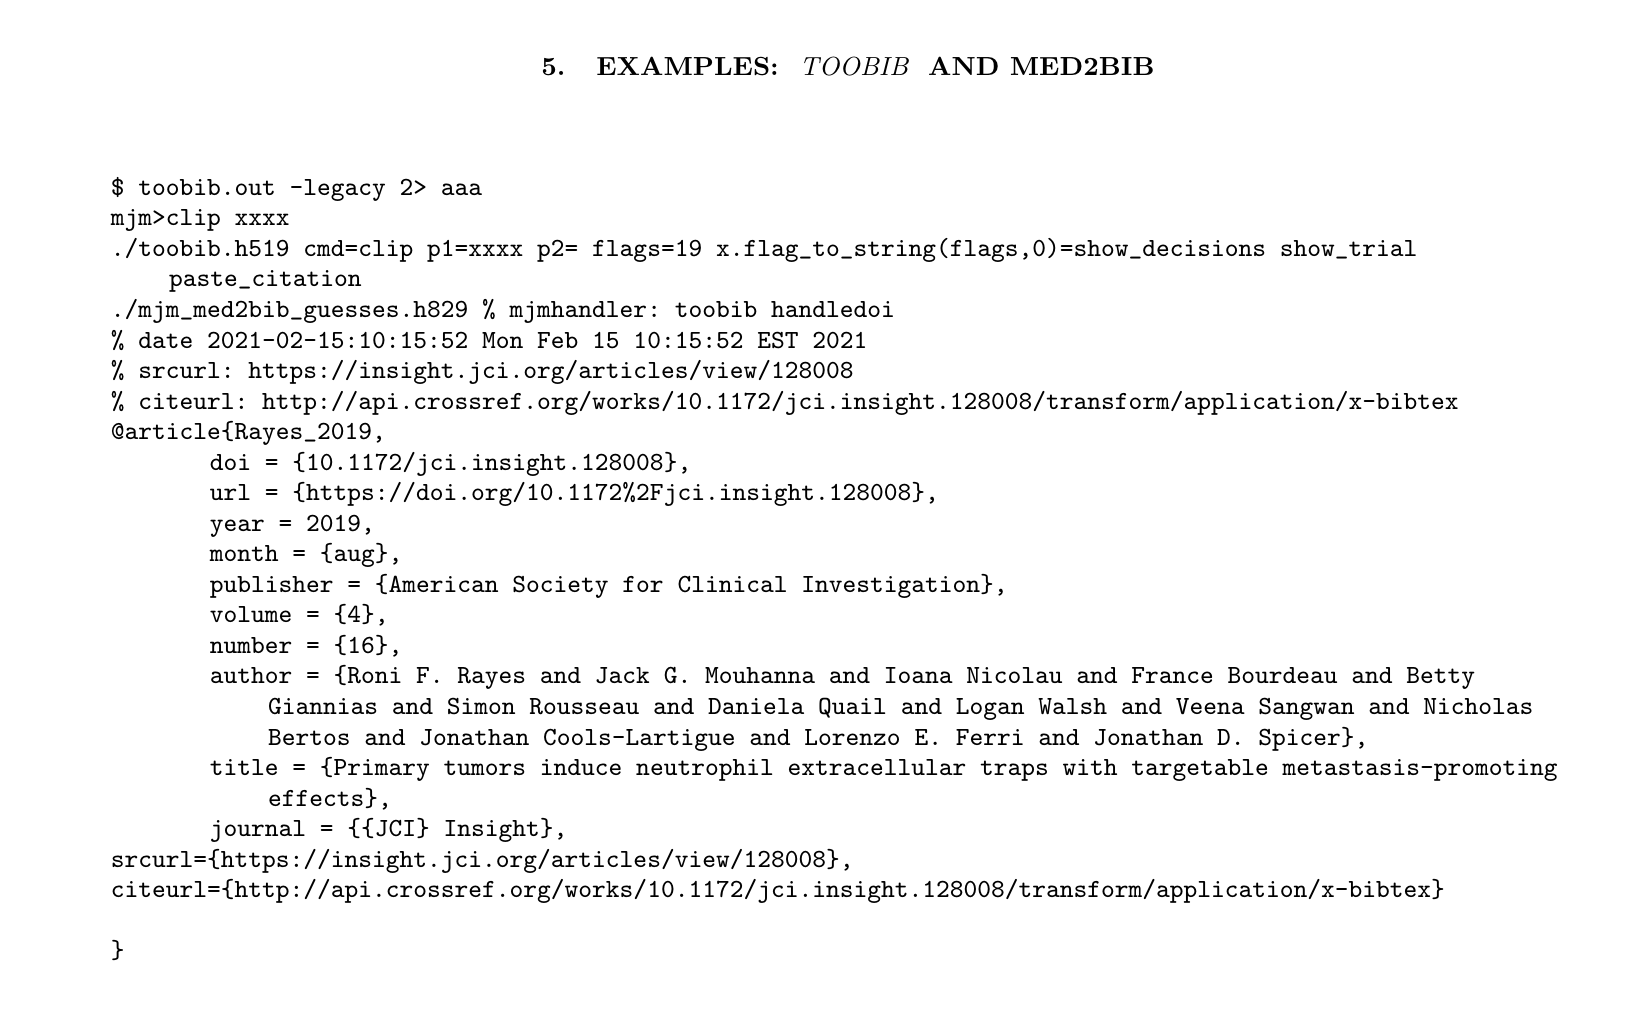 5. EXAMPLES: TOOBIB AND MED2BIB
$ toobib.out -legacy 2> aaa
mjm>clip xxxx
./toobib.h519 cmd=clip p1=xxxx p2= flags=19 x.flag_to_string(flags,0)=show_decisions show_trial
paste_citation
./mjm_med2bib_guesses.h829 % mjmhandler: toobib handledoi
% date 2021-02-15:10:15:52 Mon Feb 15 10:15:52 EST 2021
% srcurl: https://insight.jci.org/articles/view/128008
% citeurl: http://api.crossref.org/works/10.1172/jci.insight.128008/transform/application/x-bibtex
@article{Rayes_2019,
doi = {10.1172/jci.insight.128008},
url = {https://doi.org/10.1172%2Fjci.insight.128008},
year = 2019,
month = {aug},
publisher = {American Society for Clinical Investigation},
volume = {4},
number = {16},
author = {Roni F. Rayes and Jack G. Mouhanna and Ioana Nicolau and France Bourdeau and Betty
Giannias and Simon Rousseau and Daniela Quail and Logan Walsh and Veena Sangwan and Nicholas
Bertos and Jonathan Cools-Lartigue and Lorenzo E. Ferri and Jonathan D. Spicer},
title = {Primary tumors induce neutrophil extracellular traps with targetable metastasis-promoting
effects},
journal = {{JCI} Insight},
srcurl={https://insight.jci.org/articles/view/128008},
citeurl={http://api.crossref.org/works/10.1172/jci.insight.128008/transform/application/x-bibtex}
}